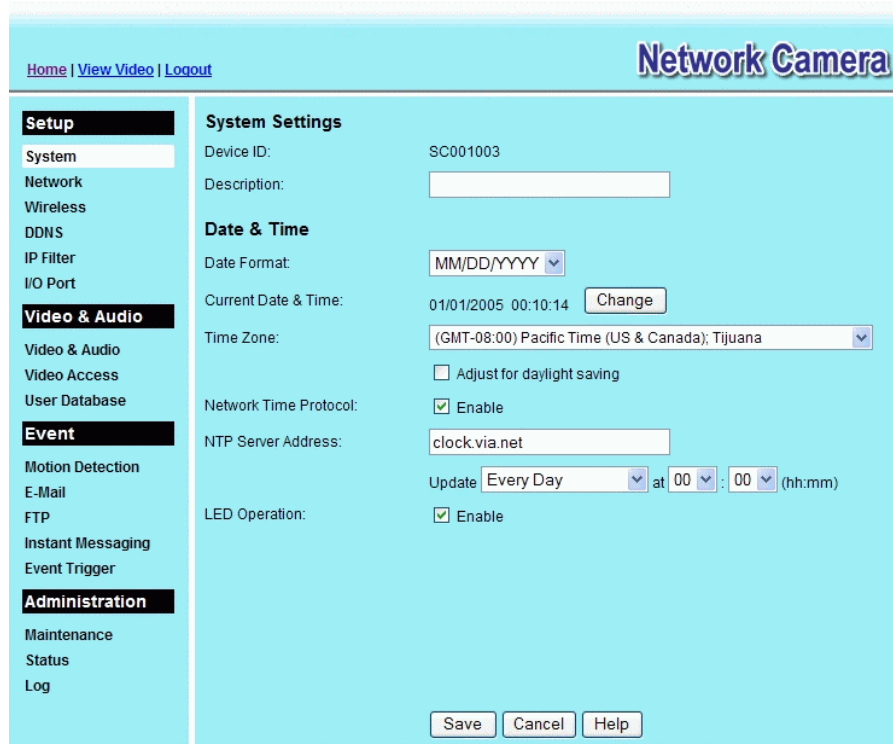 Home | View Video | Logout
Network Camera
Setup
System
Network
Wireless
DDNS
IP Filter
I/O Port
Video & Audio
Video & Audio
Video Access
User Database
Event
Motion Detection
E-Mail
FTP
Instant Messaging
Event Trigger
Administration
Maintenance
Status
Log
System Settings
Device ID: SC001003
Description:
Date & Time
Date Format: MM/DD/YYYY
Current Date & Time: 01/01/2005 00:10:14 Change
Time Zone: (GMT-08:00) Pacific Time (US & Canada); Tijuana
Adjust for daylight saving
Network Time Protocol: Enable
NTP Server Address: clock.via.net
Update Every Day at 00 : 00 (hh:mm)
LED Operation: Enable
Save Cancel Help